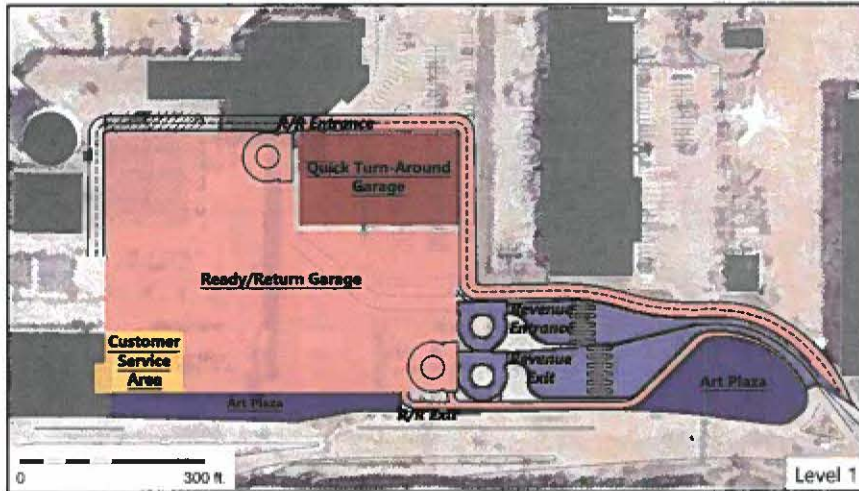 R/R Entrance
Quick Turn-Around
Garage
Ready/Return Garage
Revenue
Entrance
Customer
Service
Area
Revenue
Exit
Art Plaza
Art Plaza
R/R Exit
0
300 ft.
Level 1